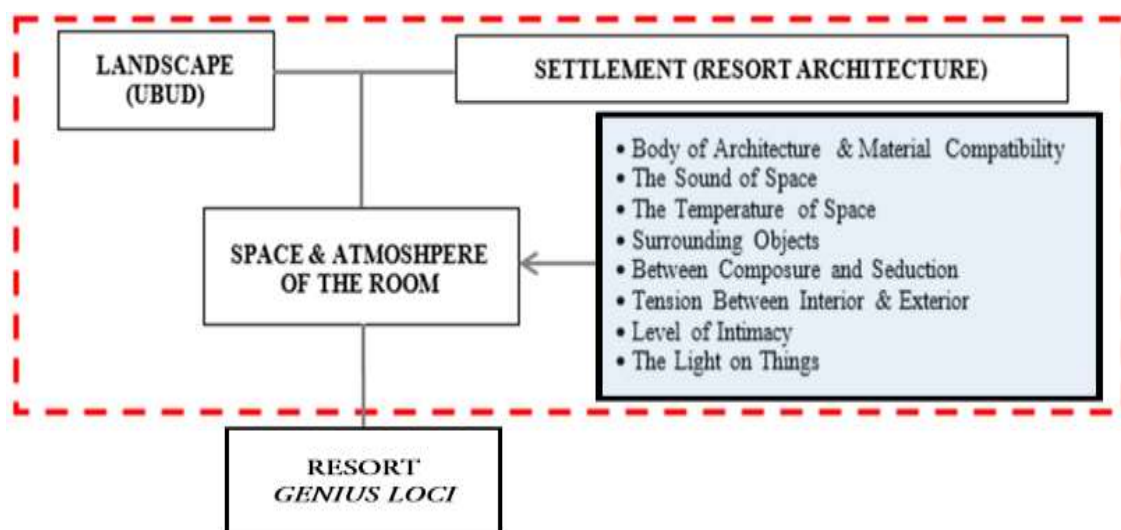 LANDSCAPE
(UBUD)
SETTLEMENT (RESORT ARCHITECTURE)
• Body of Architecture & Material Compatibility
• The Sound of Space
• The Temperature of Space
• Surrounding Objects
• Between Composure and Seduction
• Tension Between Interior & Exterior
• Level of Intimacy
• The Light on Things
SPACE & ATMOSHPERE
OF THE ROOM
RESORT
GENIUS LOCI